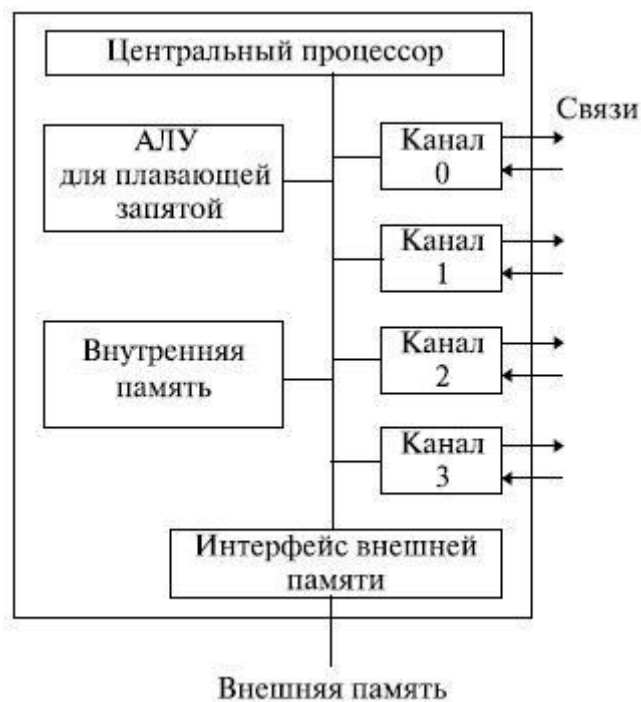 Центральный процессор
АЛУ
для плавающей
запятой
Связи
Канал
0
Канал
1
Внутренняя
память
Канал
2
Канал
3
Интерфейс внешней
памяти
Внешняя память